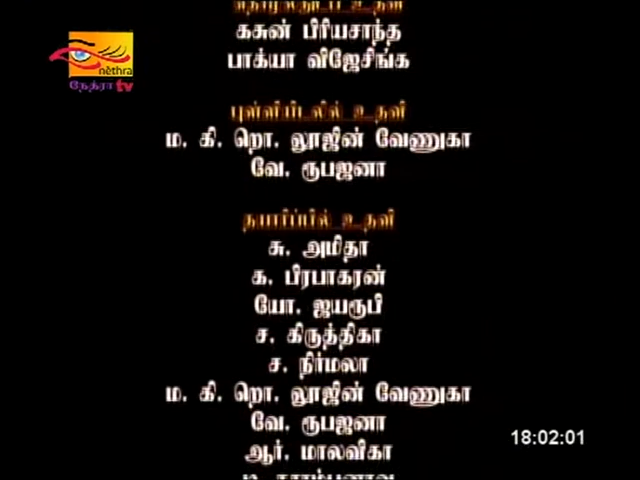 கசுன் பிரியசாந்த
பாக்யா விஜேசிங்க
nethra
நேத்ரா tv
புள்ளியிடலில் உதவி
ம. கி. றொ. லூஜின் வேணுகா
வே. ரூபஜனா
தயாரிப்பில் உதவி
சு. அமிதா
க. பிரபாகரன்
யோ. ஜயரூபி
ச. கிருத்திகா
ச. நிர்மலா
ம. கி. றொ. லூஜின் வேணுகா
வே. ரூபஜனா
ஆர். மாலவிகா
18:02:01